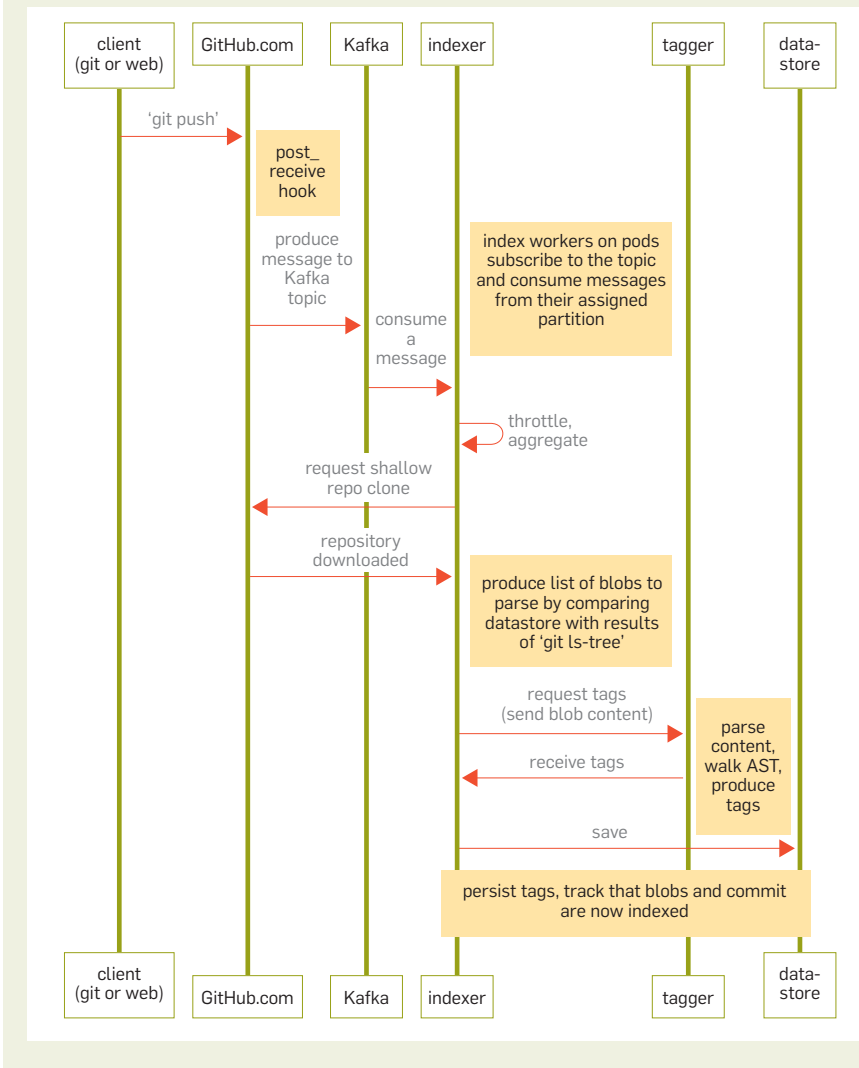 client
(git or web)
GitHub.com
Kafka
indexer
tagger
data-
store
‘git push’
post_
receive
hook
produce
message to
Kafka
topic
index workers on pods
subscribe to the topic
and consume messages
from their assigned
partition
consume
a
message
throttle,
aggregate
request shallow
repo clone
repository
downloaded
produce list of blobs to
parse by comparing
datastore with results
of ‘git ls-tree’
request tags
(send blob content)
parse
content,
walk AST,
produce
tags
receive tags
save
persist tags, track that blobs and commit
are now indexed
client
(git or web)
GitHub.com
Kafka
indexer
tagger
data-
store